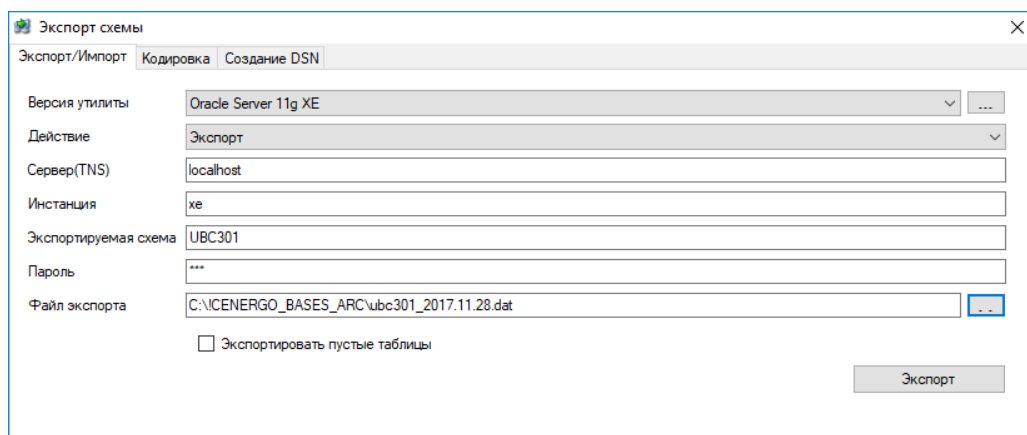 Экспорт схемы
Экспорт/Импорт Кодировка Создание DSN
Версия утилиты Oracle Server 11g XE ...
Действие Экспорт
Сервер(TNS) localhost
Инстанция xe
Экспортируемая схема UBC301
Пароль ***
Файл экспорта C:\!CENERGO_BASES_ARC\ubc301_2017.11.28.dat . .
Экспортировать пустые таблицы
Экспорт